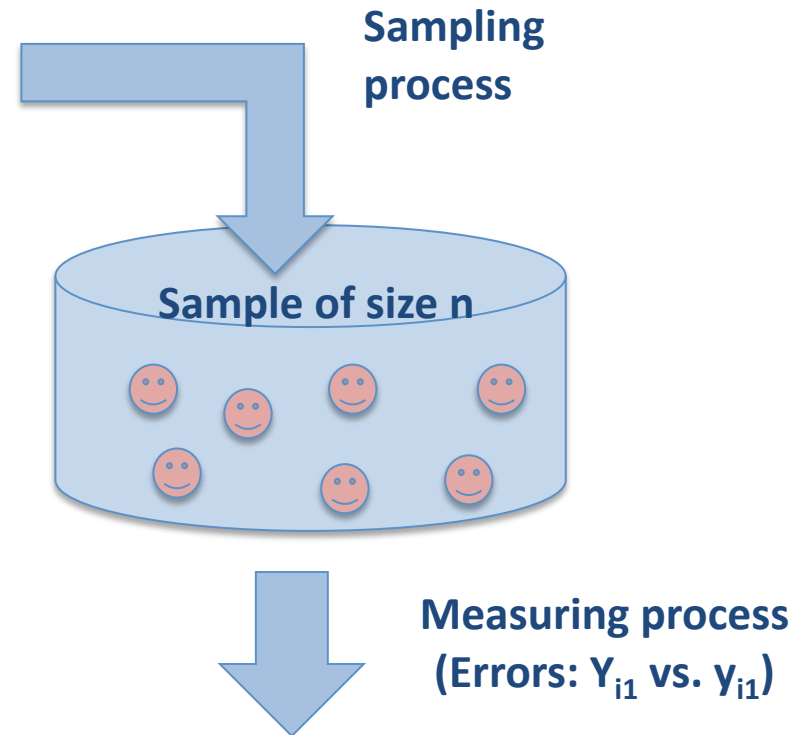 Sampling
process
Sample of size n
Measuring process
(Errors: Yᵢ₁ vs. yᵢ₁)